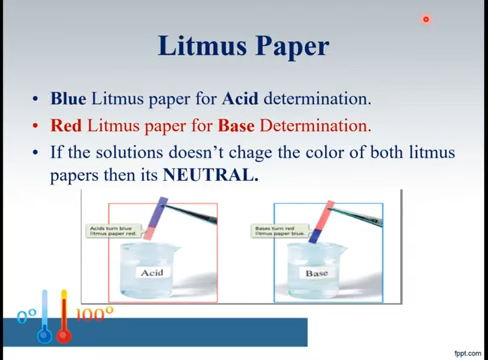 Litmus Paper
• Blue Litmus paper for Acid determination.
• Red Litmus paper for Base Determination.
• If the solutions doesn't chage the color of both litmus
papers then its NEUTRAL.
Acids turn blue
litmus paper red.
Acid
Bases turn red
litmus paper blue.
Base
0° 100°
fppt.com